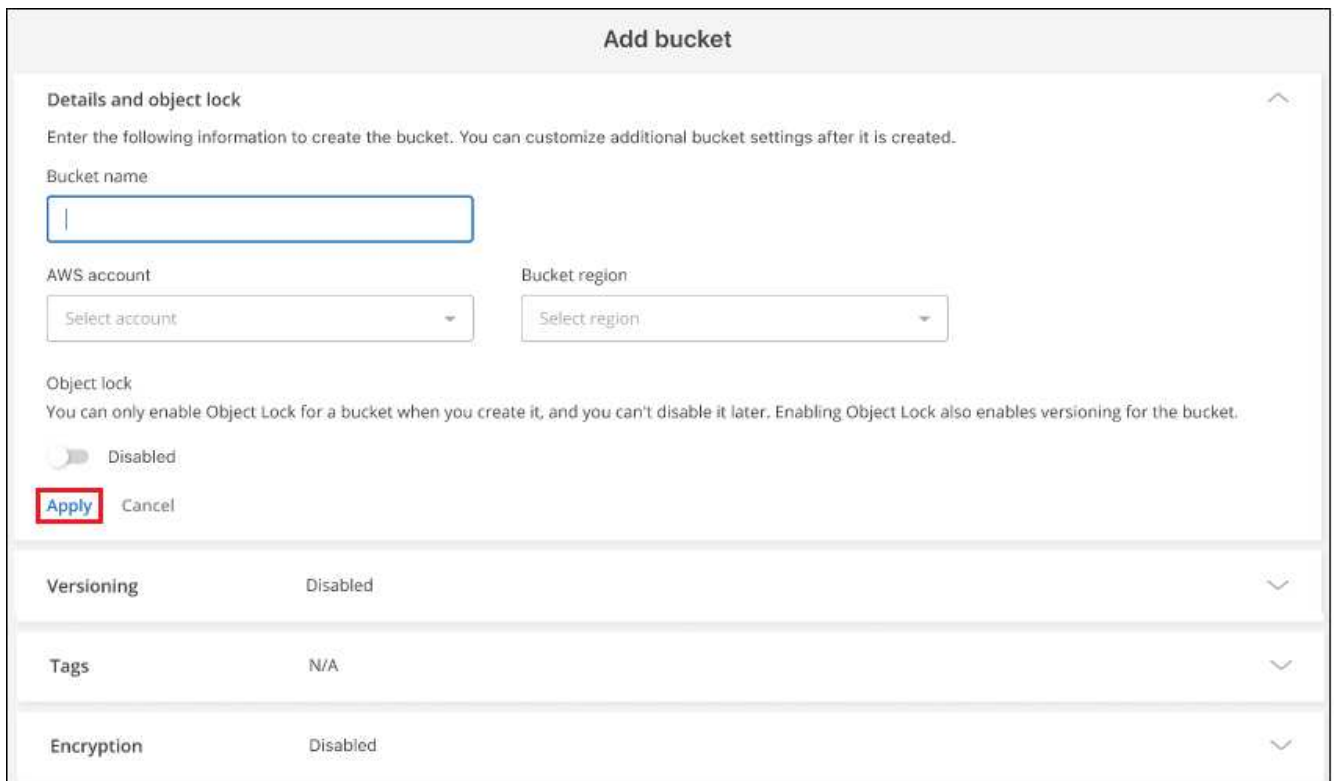 Add bucket
Details and object lock
Enter the following information to create the bucket. You can customize additional bucket settings after it is created.
Bucket name
AWS account
Bucket region
Select account
Select region
Object lock
You can only enable Object Lock for a bucket when you create it, and you can't disable it later. Enabling Object Lock also enables versioning for the bucket.
Disabled
Apply Cancel
Versioning Disabled
Tags N/A
Encryption Disabled